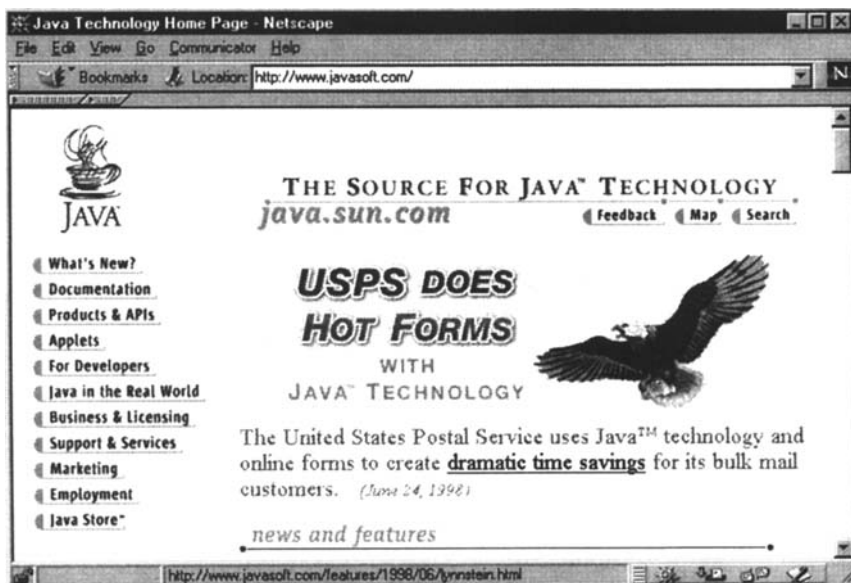 Java Technology Home Page - Netscape
File Edit View Go Communicator Help
Bookmarks Location: http://www.javasoft.com/
N
JAVA
THE SOURCE FOR JAVA™ TECHNOLOGY
java.sun.com
Feedback Map Search
What's New?
Documentation
Products & APIs
Applets
For Developers
Java in the Real World
Business & Licensing
Support & Services
Marketing
Employment
Java Store™
USPS DOES
HOT FORMS
WITH
JAVA™ TECHNOLOGY
The United States Postal Service uses Java™ technology and
online forms to create dramatic time savings for its bulk mail
customers. (June 24, 1998)
news and features
http://www.javasoft.com/features/1998/06/lynnstein.html